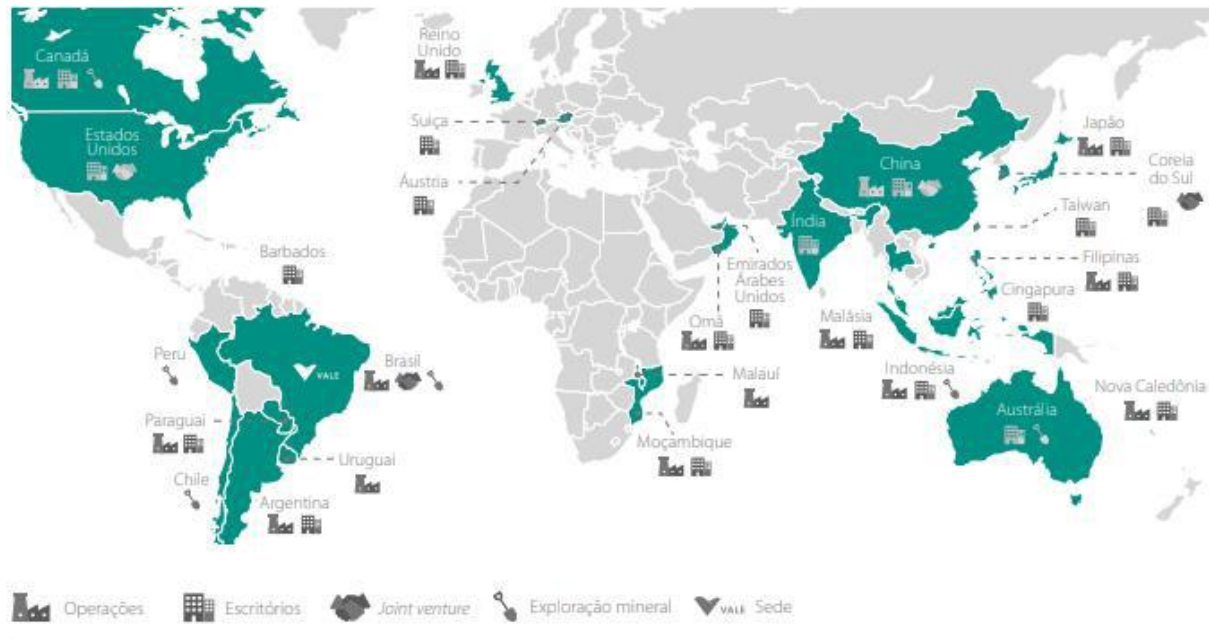 Canadá
Estados
Unidos
Barbados
Peru
Brasil
VALE
Paraguai
Chile
Uruguai
Argentina
Reino
Unido
Suiça
Áustria
Omã
Emirados
Árabes
Unidos
Malauí
Moçambique
China
Índia
Japão
Coreia
do Sul
Taiwan
Filipinas
Cingapura
Malásia
Indonésia
Austrália
Nova Caledônia
Operações
Escritórios
Joint venture
Exploração mineral
VALE Sede